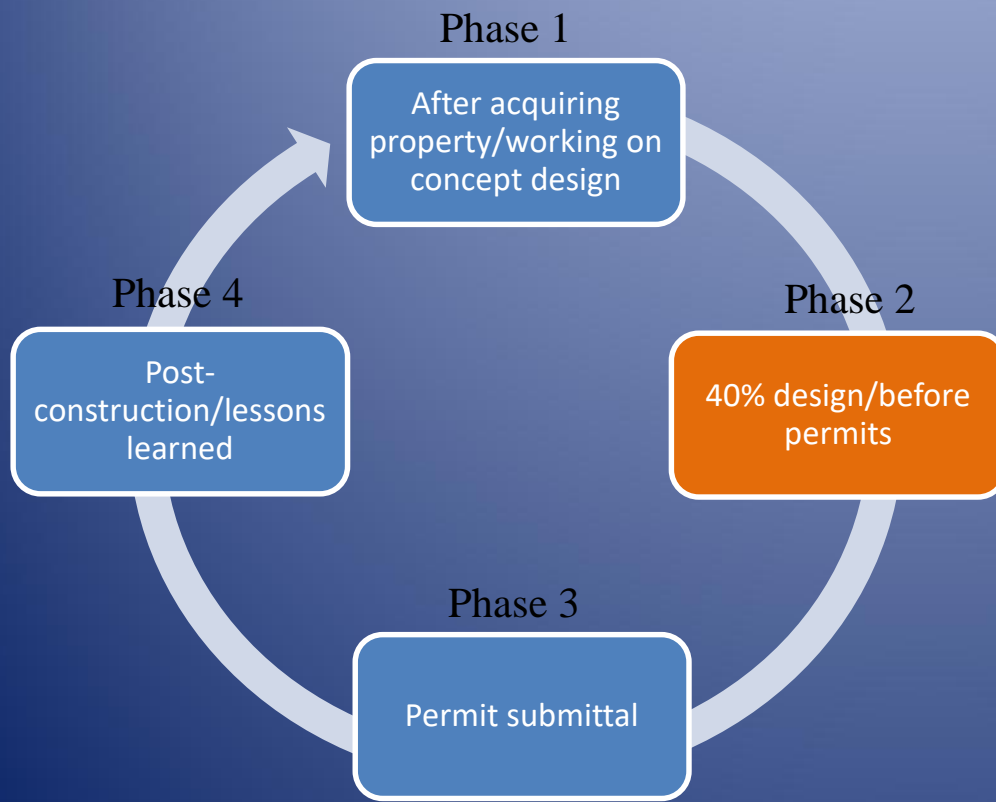 Phase 1
After acquiring
property/working on
concept design
Phase 2
40% design/before
permits
Phase 3
Permit submittal
Phase 4
Post-
construction/lessons
learned